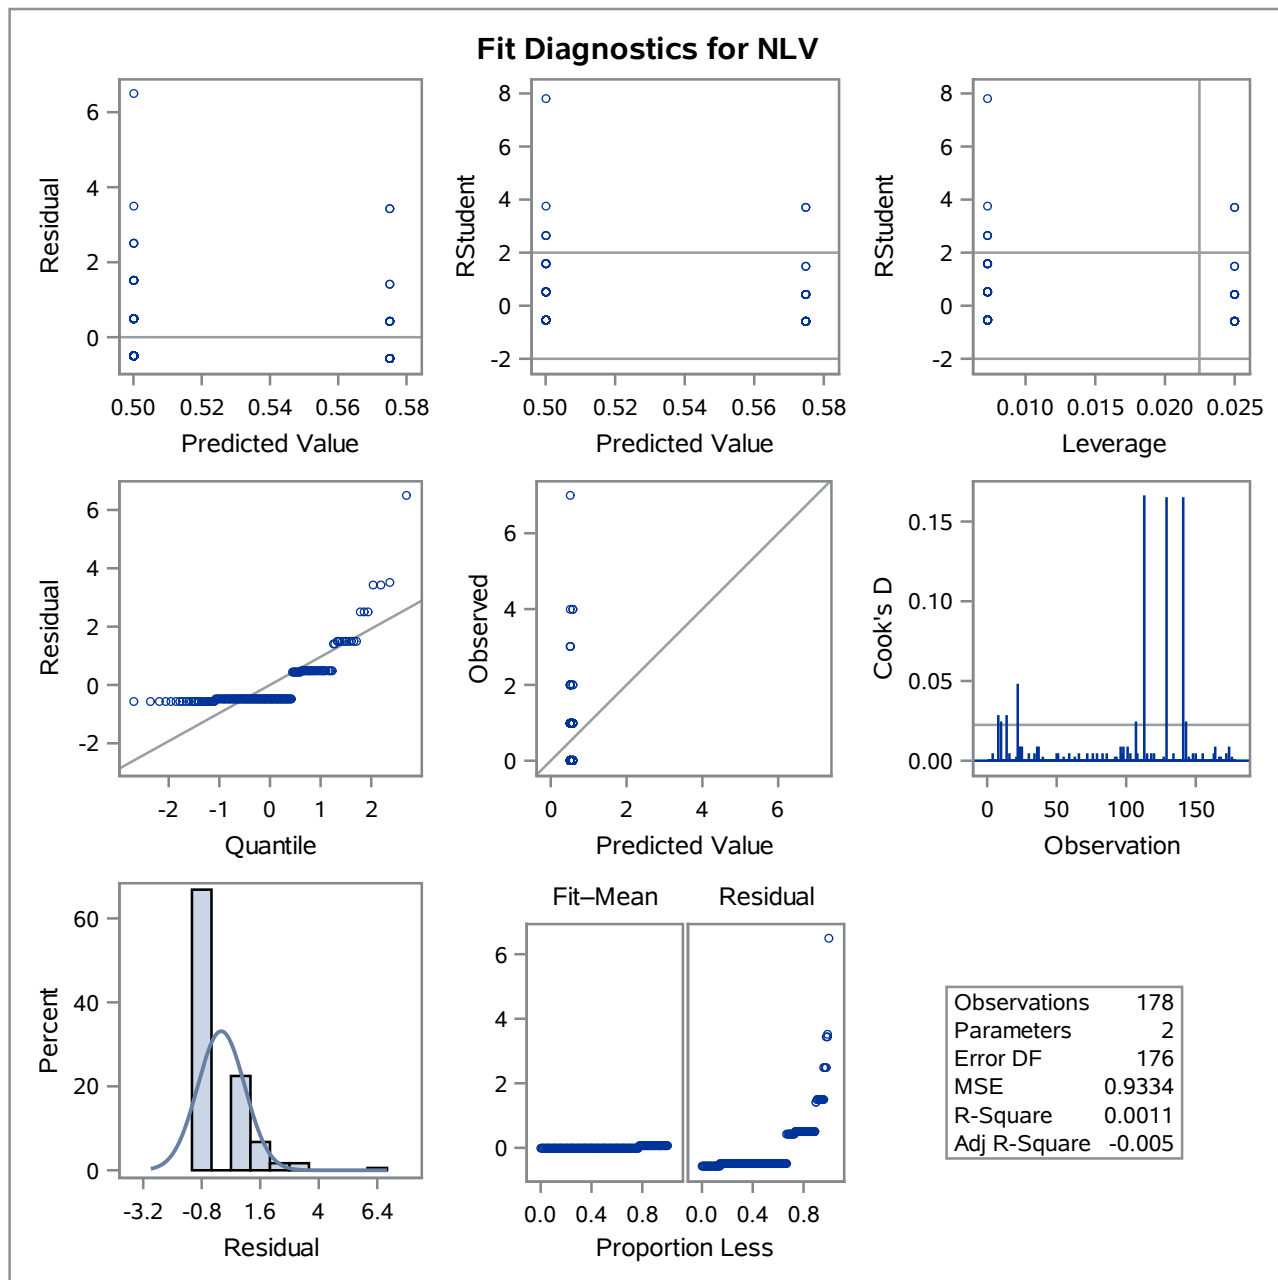 Fit Diagnostics for NLV
Residual
6
4
2
0
0.50 0.52 0.54 0.56 0.58
Predicted Value
RStudent
8
6
4
2
0
-2
0.50 0.52 0.54 0.56 0.58
Predicted Value
RStudent
8
6
4
2
0
-2
0.010 0.015 0.020 0.025
Leverage
Residual
6
4
2
0
-2
-2 -1 0 1 2
Quantile
Observed
6
4
2
0
0 2 4 6
Predicted Value
Cook's D
0.15
0.10
0.05
0.00
0 50 100 150
Observation
Percent
60
40
20
0
-3.2 -0.8 1.6 4 6.4
Residual
Fit–Mean Residual
6
4
2
0
0.0 0.4 0.8 0.0 0.4 0.8
Proportion Less
Observations 178
Parameters 2
Error DF 176
MSE 0.9334
R-Square 0.0011
Adj R-Square -0.005